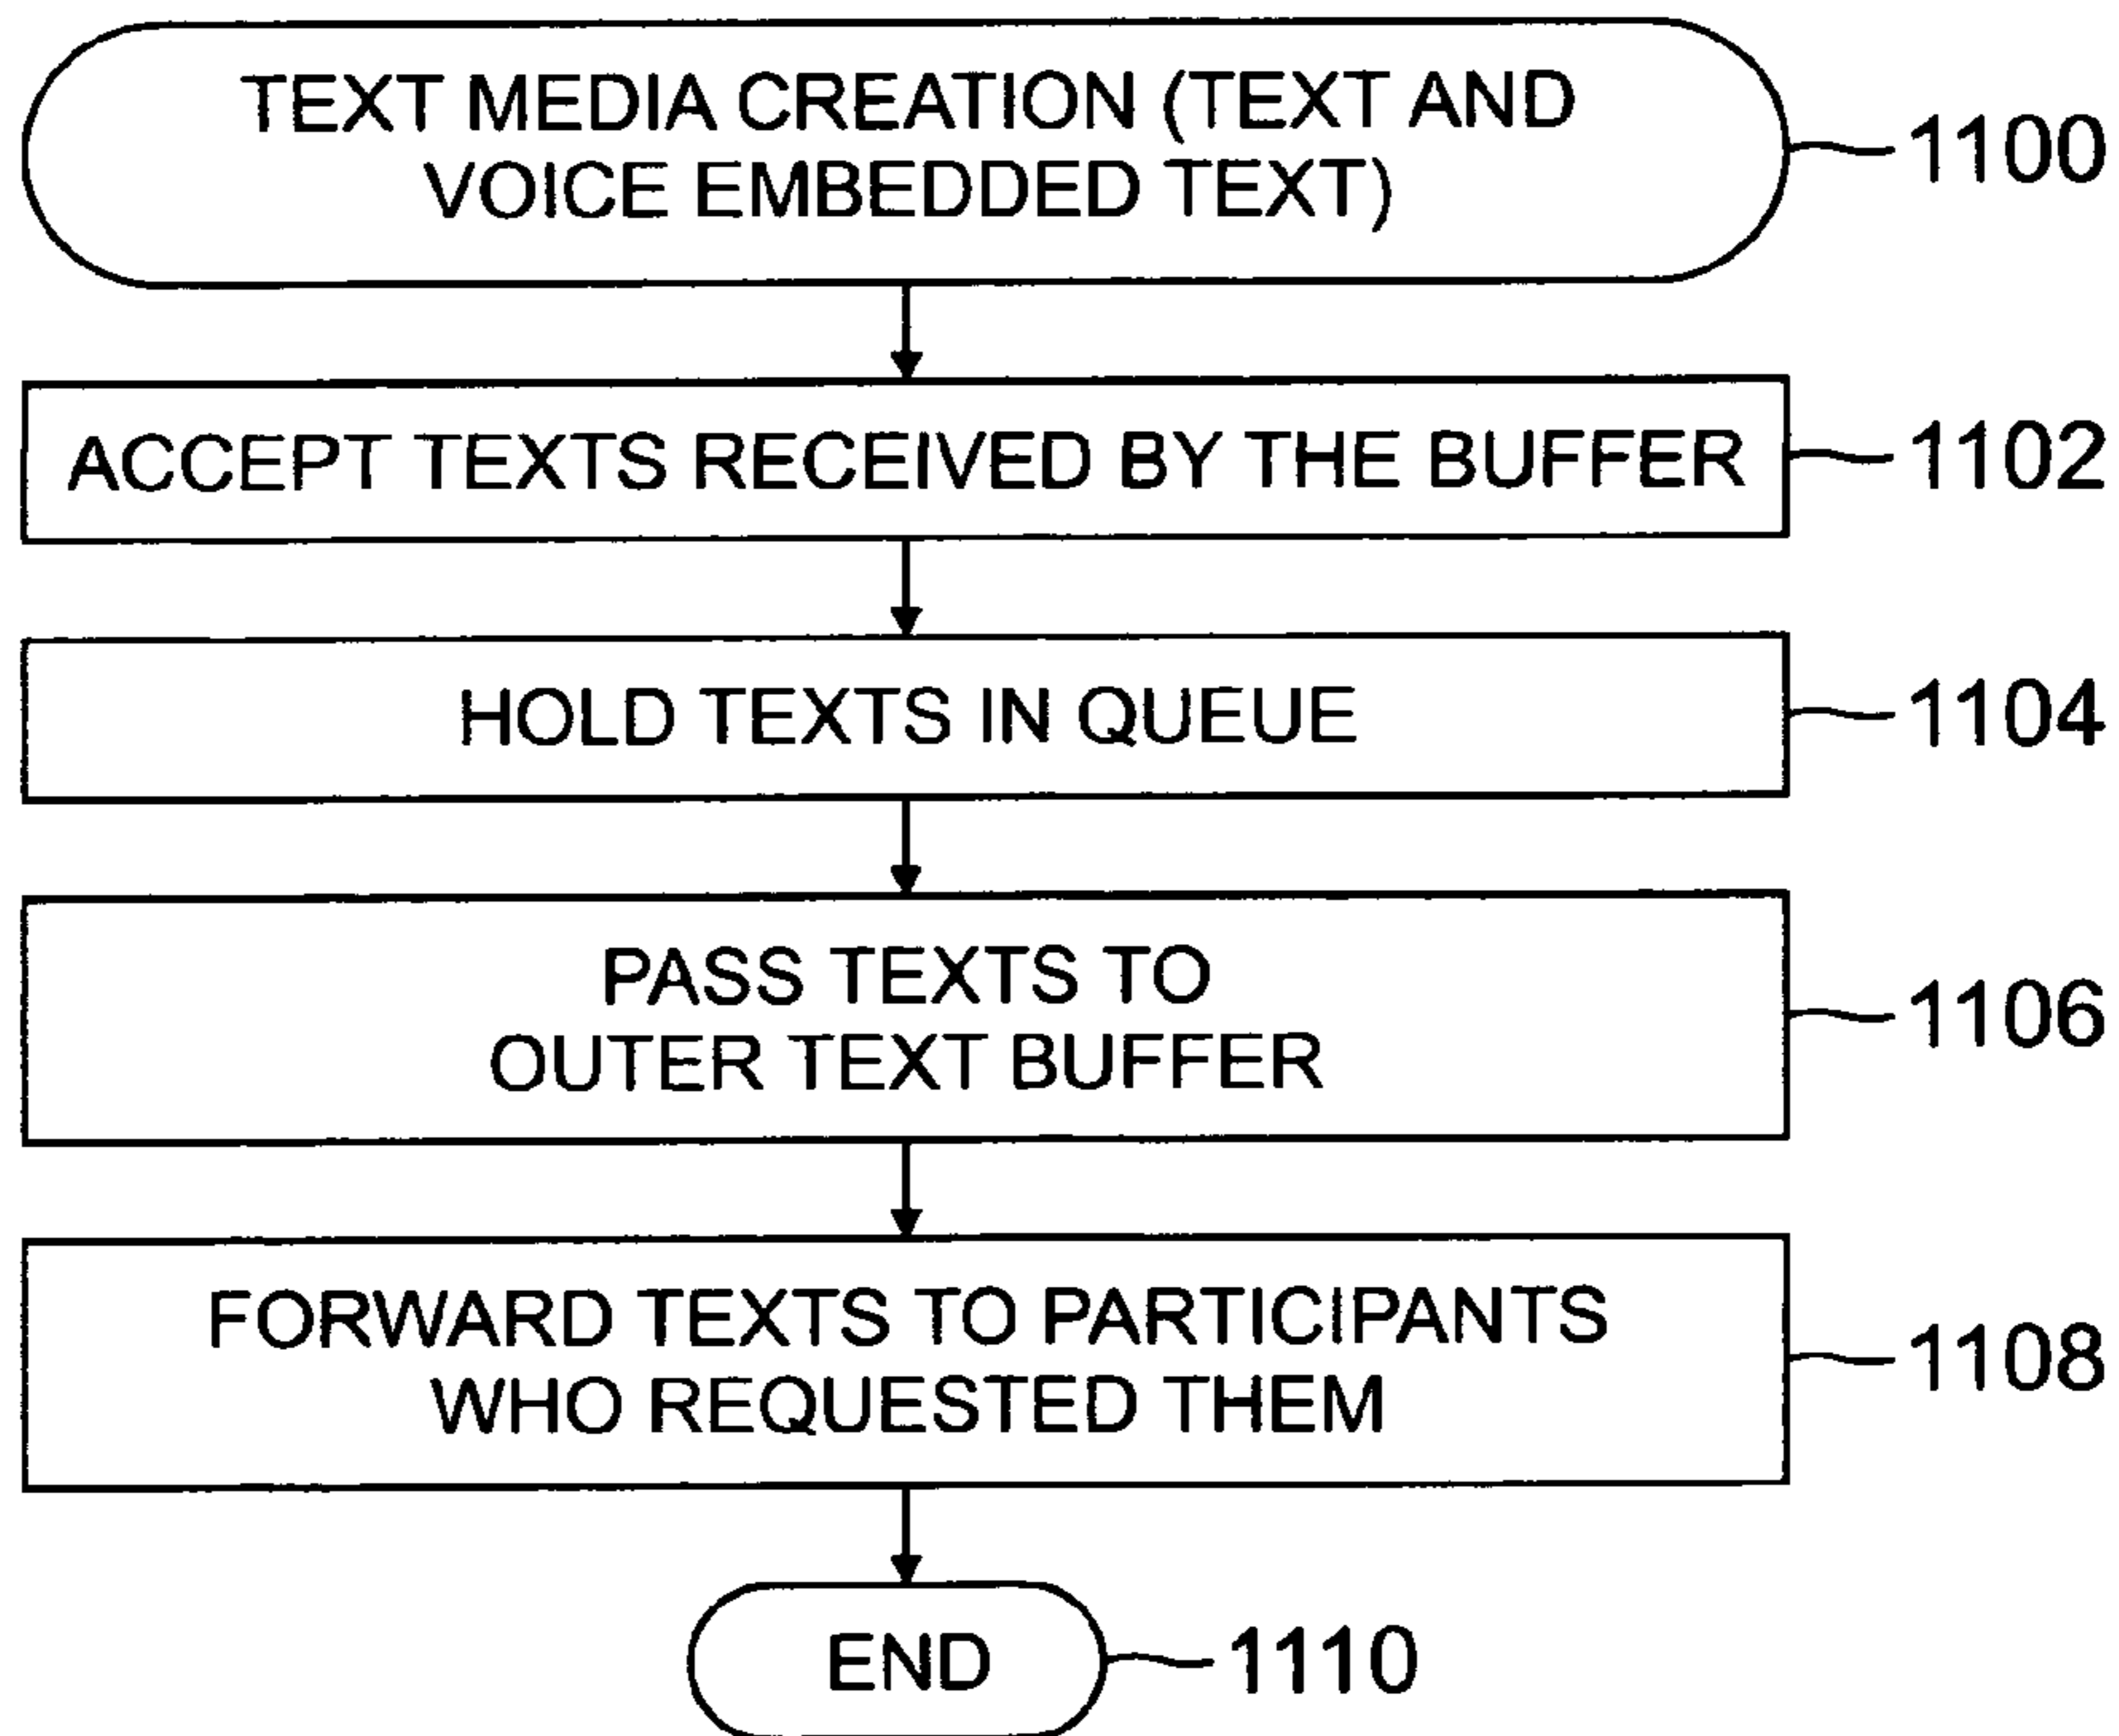 TEXT MEDIA CREATION (TEXT AND
VOICE EMBEDDED TEXT)
1100
ACCEPT TEXTS RECEIVED BY THE BUFFER
1102
HOLD TEXTS IN QUEUE
1104
PASS TEXTS TO
OUTER TEXT BUFFER
1106
FORWARD TEXTS TO PARTICIPANTS
WHO REQUESTED THEM
1108
END
1110